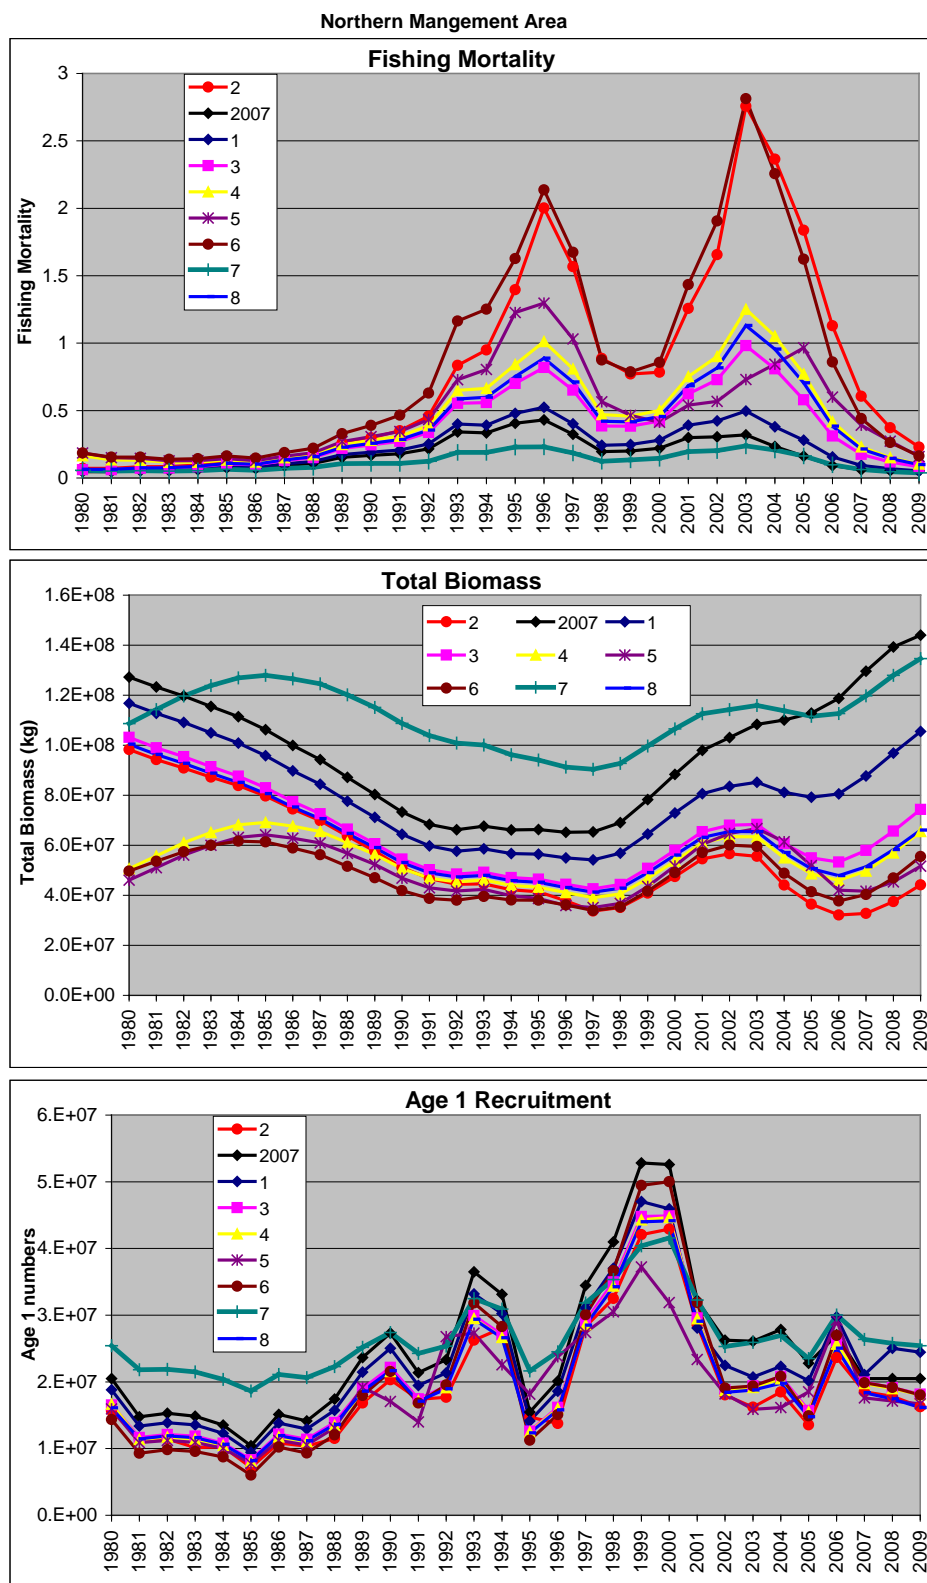 Northern Mangement Area
Fishing Mortality
3
2.5
2
1.5
1
0.5
0
Fishing Mortality
2
2007
1
3
4
5
6
7
8
1980 1981 1982 1983 1984 1985 1986 1987 1988 1989 1990 1991 1992 1993 1994 1995 1996 1997 1998 1999 2000 2001 2002 2003 2004 2005 2006 2007 2008 2009
Total Biomass
1.6E+08
1.4E+08
1.2E+08
1.0E+08
8.0E+07
6.0E+07
4.0E+07
2.0E+07
0.0E+00
Total Biomass (kg)
2 2007 1
3 4 5
6 7 8
1980 1981 1982 1983 1984 1985 1986 1987 1988 1989 1990 1991 1992 1993 1994 1995 1996 1997 1998 1999 2000 2001 2002 2003 2004 2005 2006 2007 2008 2009
Age 1 Recruitment
6.E+07
5.E+07
4.E+07
3.E+07
2.E+07
1.E+07
0.E+00
Age 1 numbers
2
2007
1
3
4
5
6
7
8
1980 1981 1982 1983 1984 1985 1986 1987 1988 1989 1990 1991 1992 1993 1994 1995 1996 1997 1998 1999 2000 2001 2002 2003 2004 2005 2006 2007 2008 2009